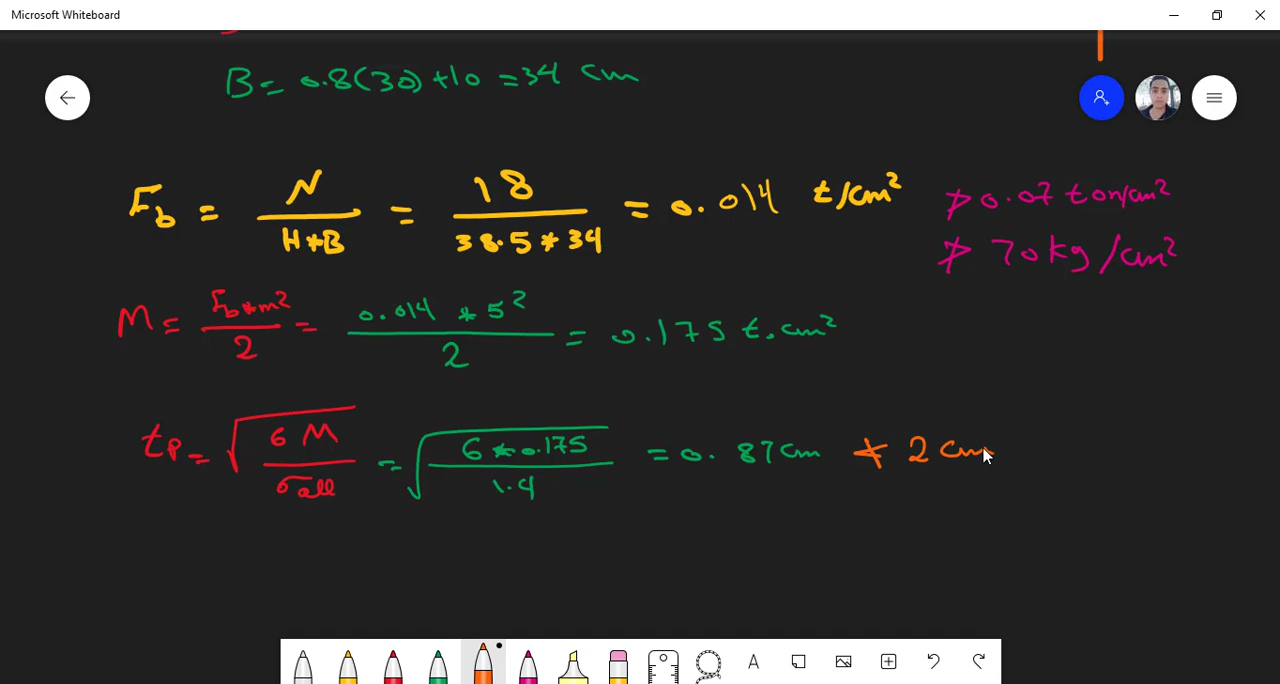 Microsoft Whiteboard
B = 0.8(30)+10 = 34 cm
Fb = N / H*B = 18 / 38.5*34 = 0.014 t/cm² ≯ 0.07 ton/cm²
≯ 70 kg/cm²
M = Fb*m² / 2 = 0.014 * 5² / 2 = 0.175 t.cm²
tp = √(6 M / σall) = √(6 * 0.175 / 1.4) = 0.87 cm ≮ 2 cm
A